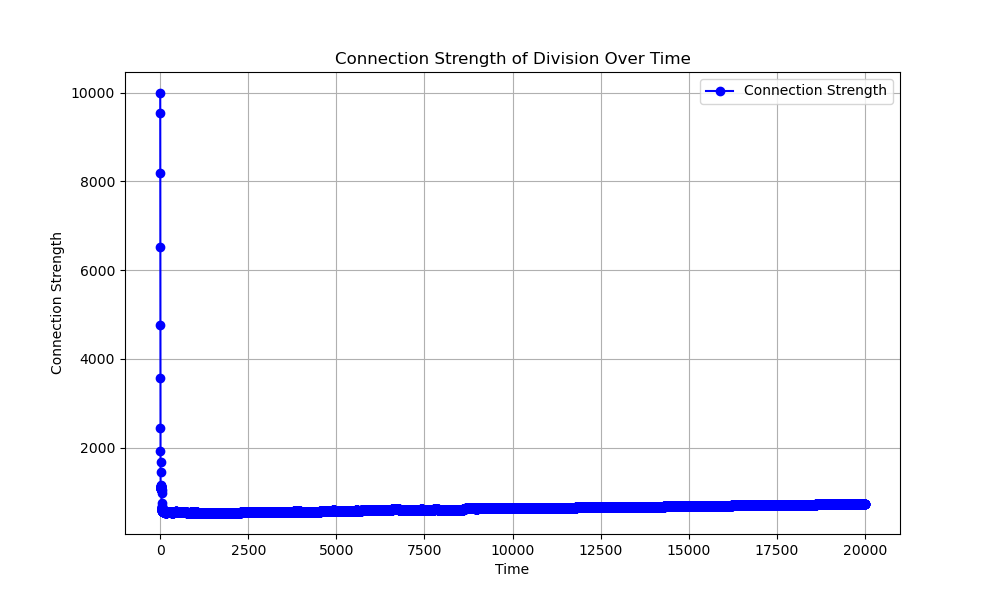 Connection Strength of Division Over Time
Connection Strength
10000
8000
6000
4000
2000
Connection Strength
0 2500 5000 7500 10000 12500 15000 17500 20000
Time